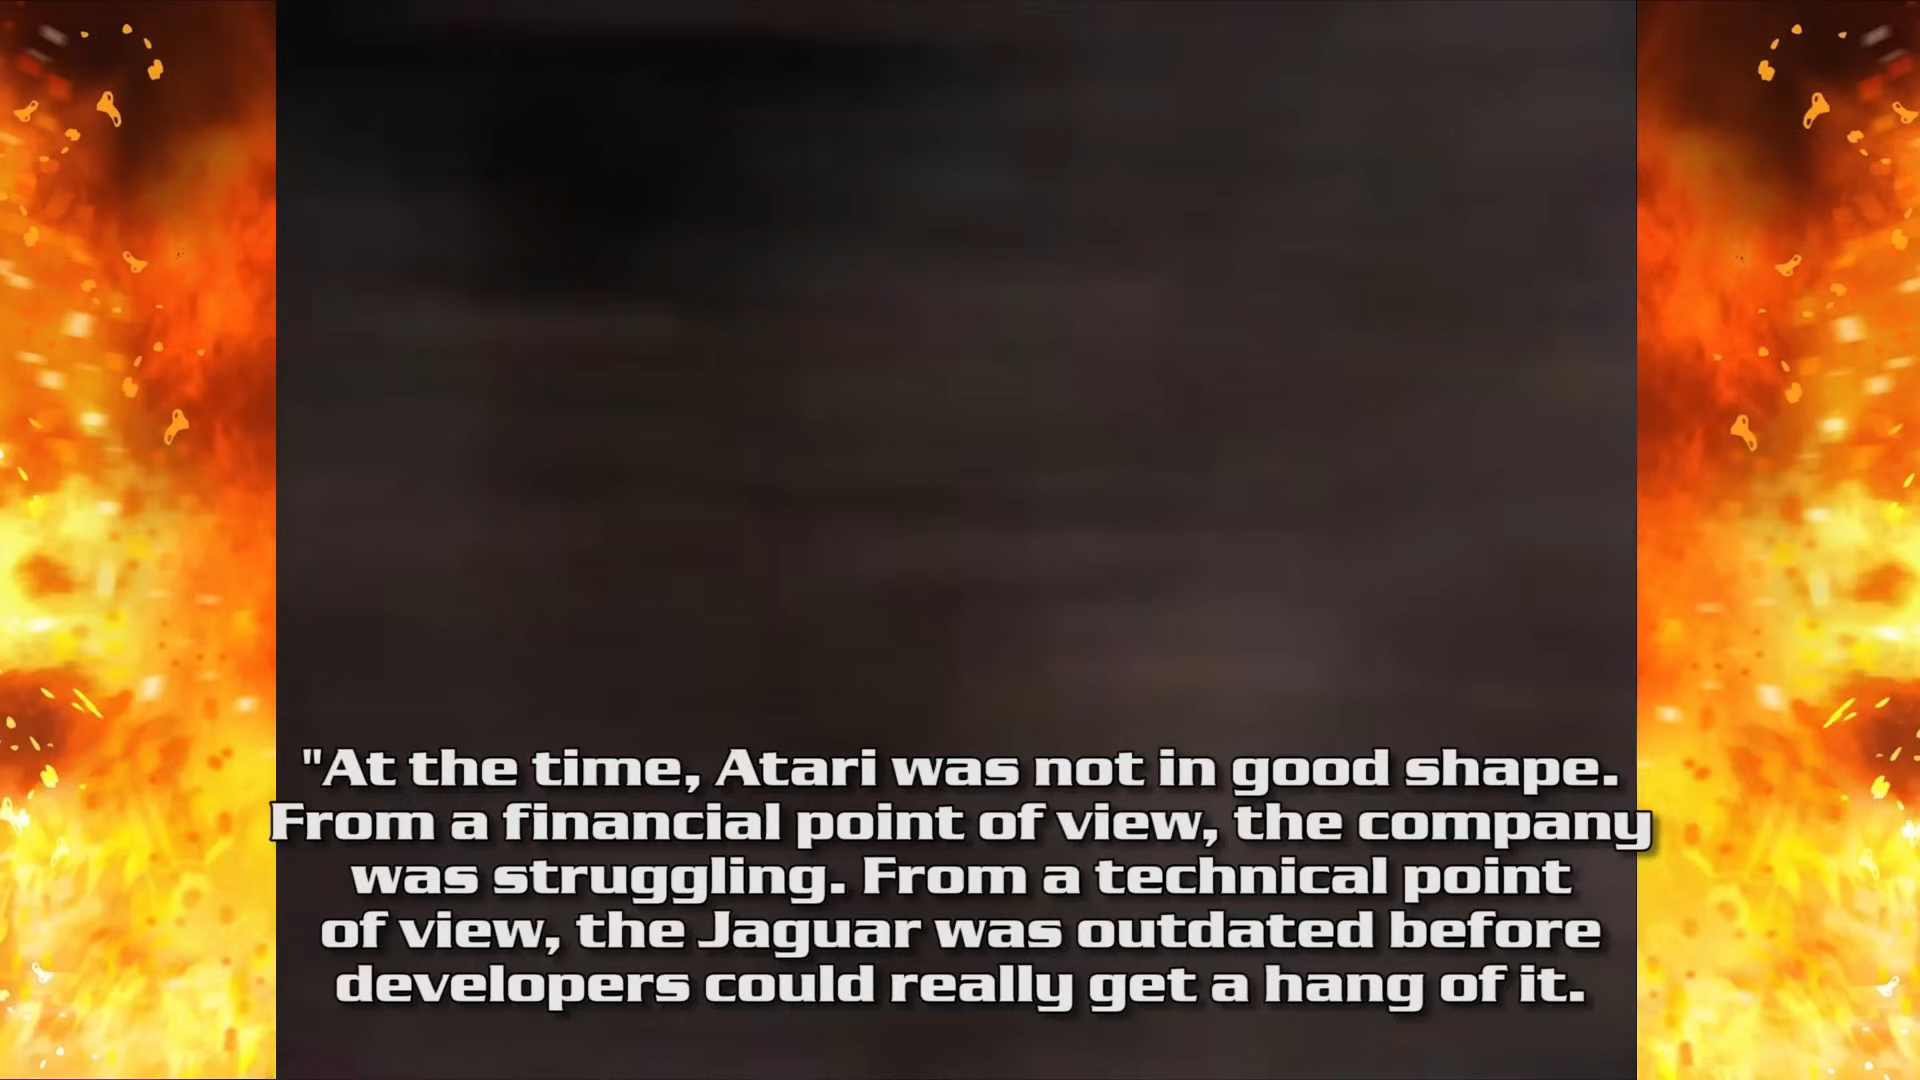 "At the time, Atari was not in good shape.
From a financial point of view, the company
was struggling. From a technical point
of view, the Jaguar was outdated before
developers could really get a hang of it.